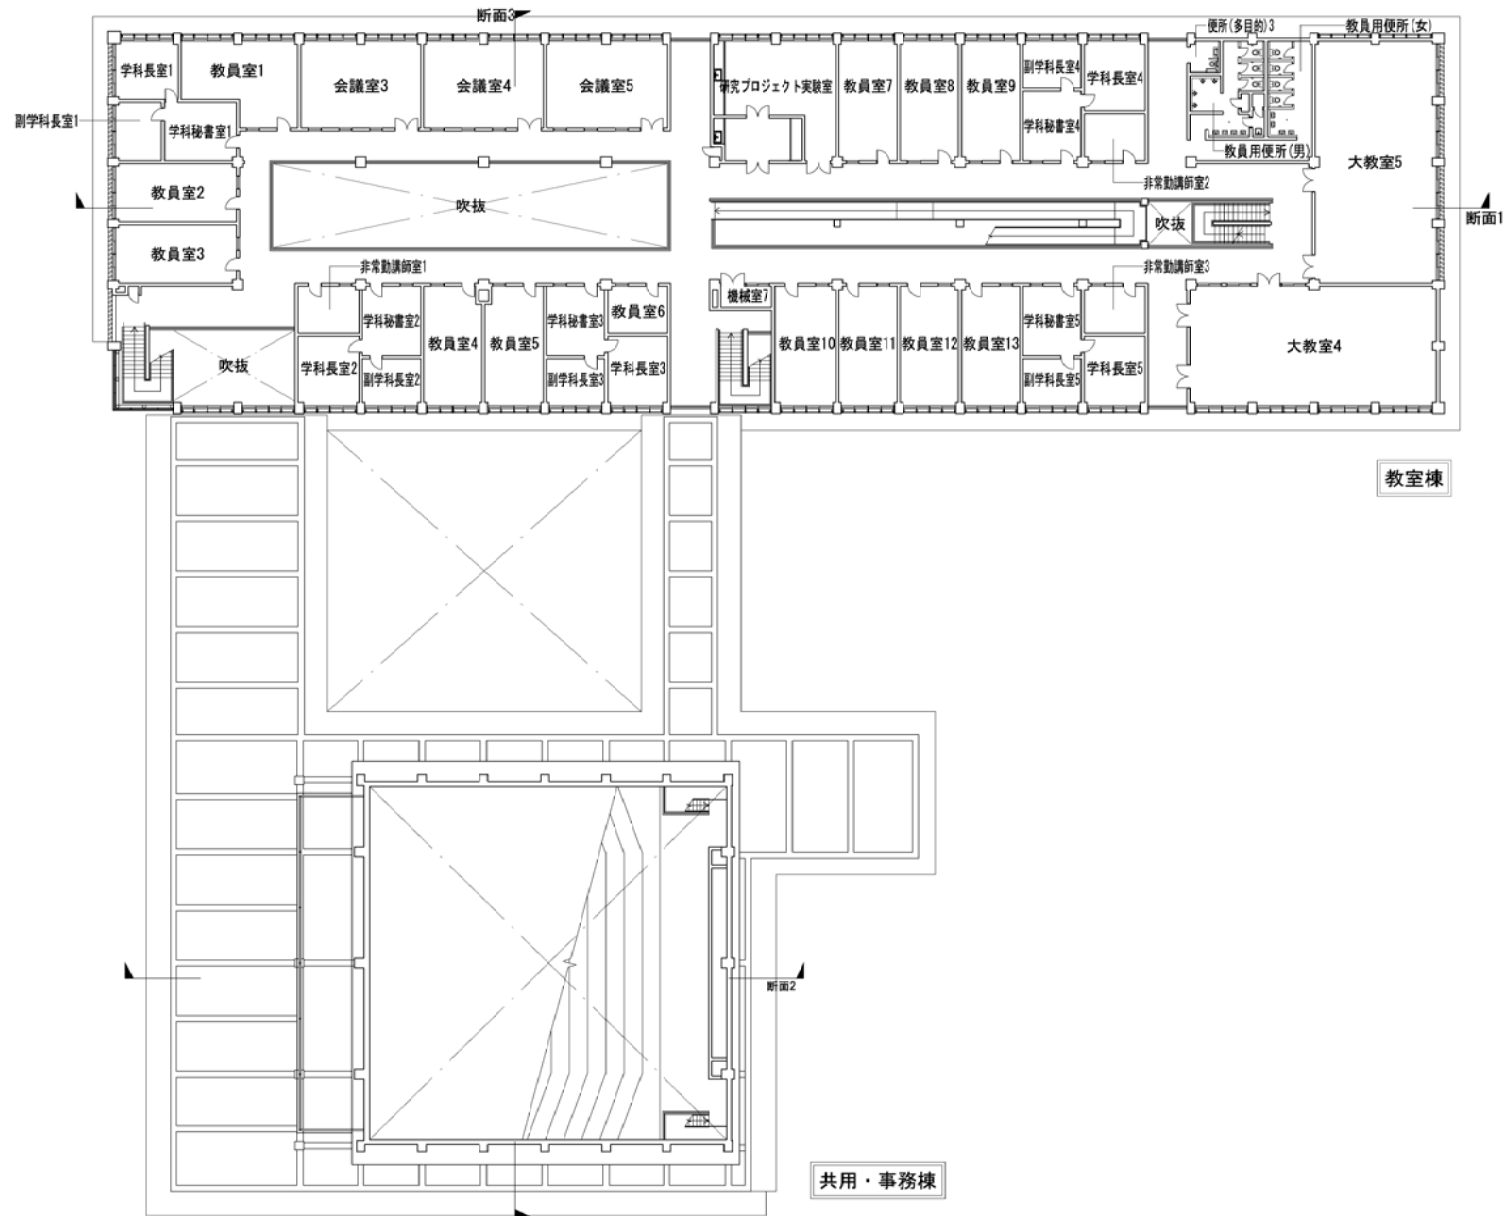 断面3
便所(多目的)3
教員用便所(女)
学科長室1
教員室1
会議室3
会議室4
会議室5
研究プロジェクト実験室
教員室7
教員室8
教員室9
副学科長室4
学科長室4
副学科長室1
学科秘書室1
学科秘書室4
教員用便所(男)
大教室5
教員室2
非常勤講師室2
吹抜
吹抜
断面1
教員室3
非常勤講師室1
非常勤講師室3
機械室7
学科秘書室2
学科秘書室3
教員室6
学科秘書室5
教員室4
教員室5
教員室10
教員室11
教員室12
教員室13
大教室4
吹抜
学科長室2
副学科長室2
副学科長室3
学科長室3
副学科長室5
学科長室5
教室棟
断面2
共用・事務棟